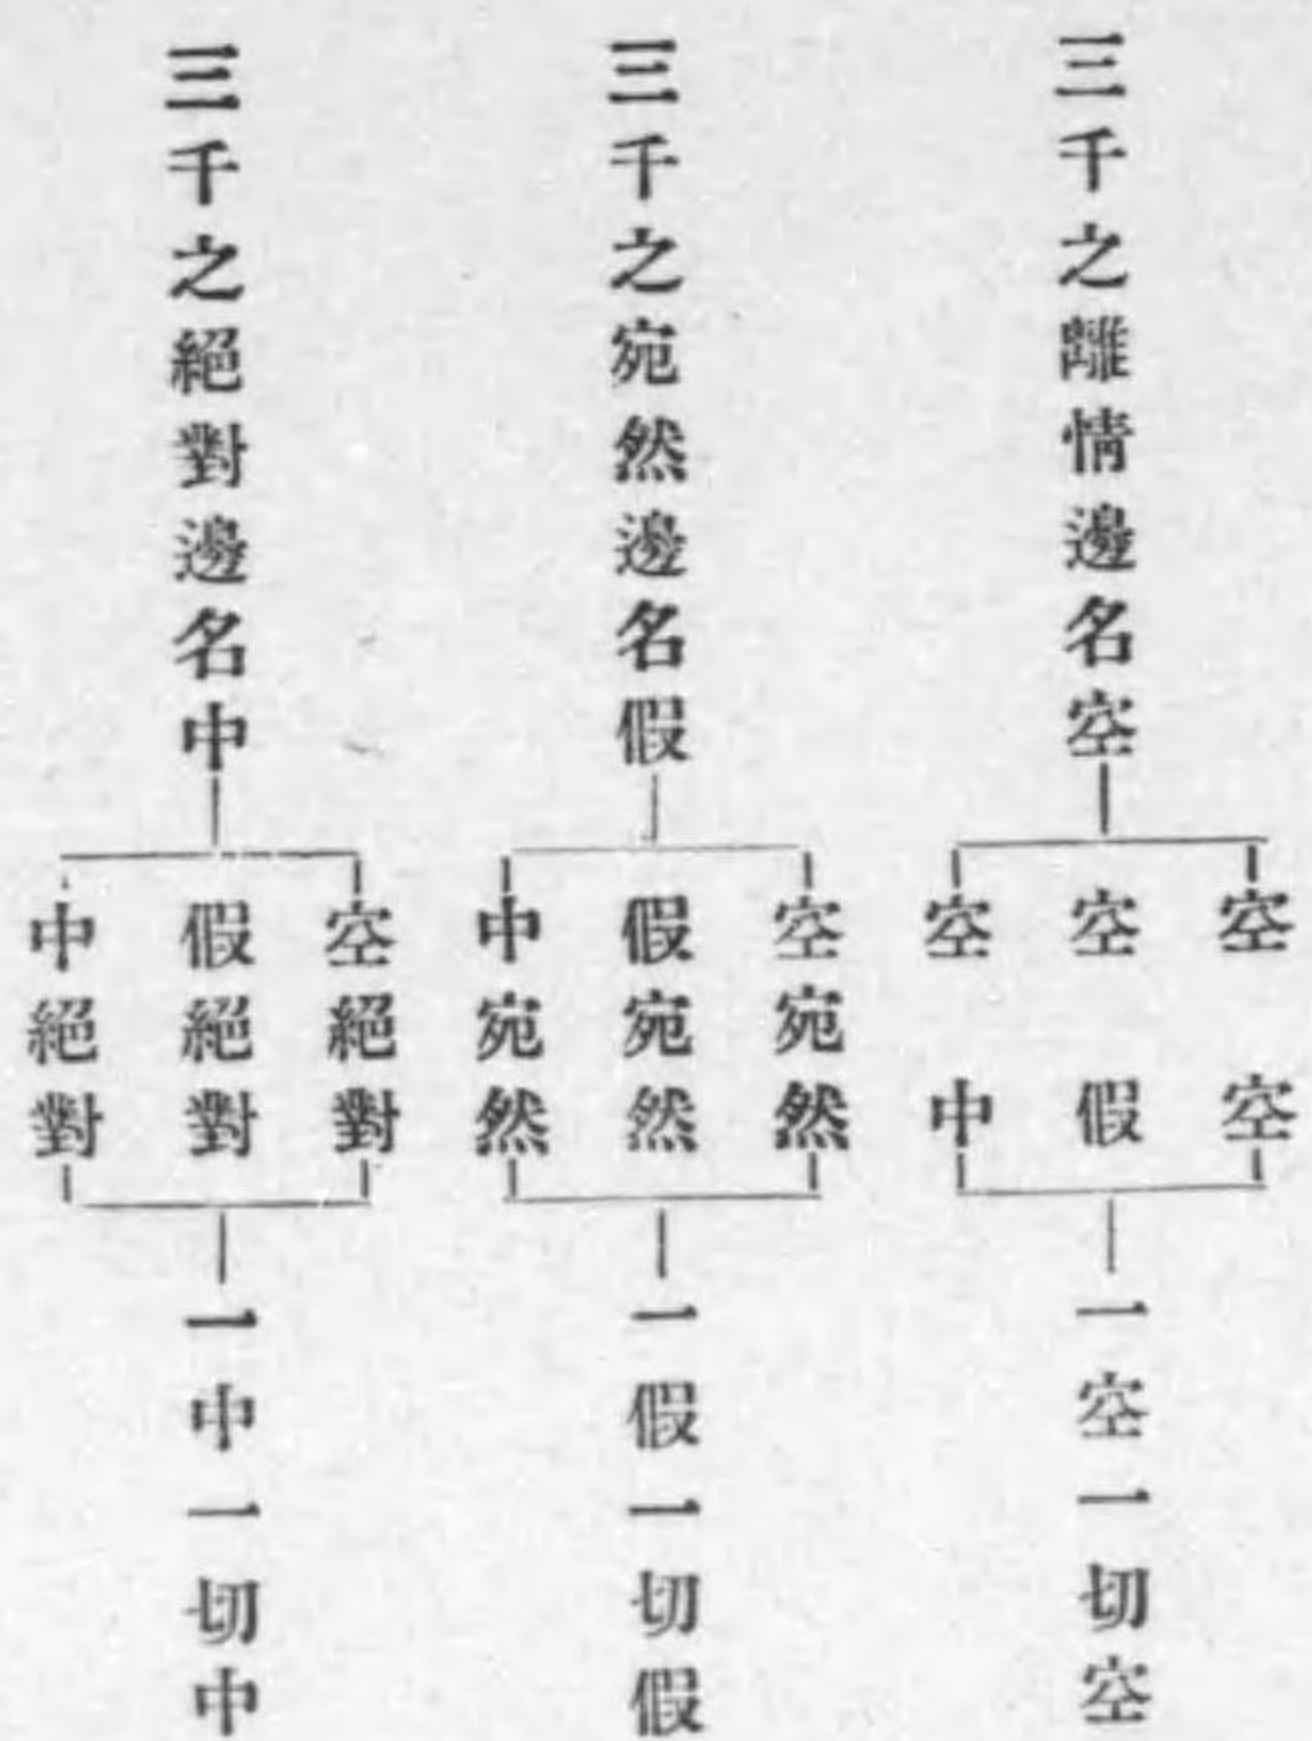 三千之離情邊名空
空空
空假
空中
一空一切空
三千之宛然邊名假
空宛然
假宛然
中宛然
一假一切假
三千之絕對邊名中
空絕對
假絕對
中絕對
一中一切中